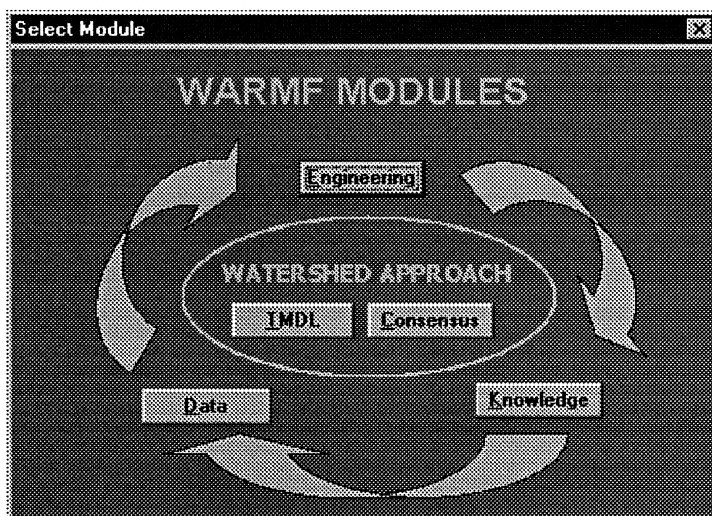 Select Module
WARMF MODULES
Engineering
WATERSHED APPROACH
TMDL Consensus
Data Knowledge